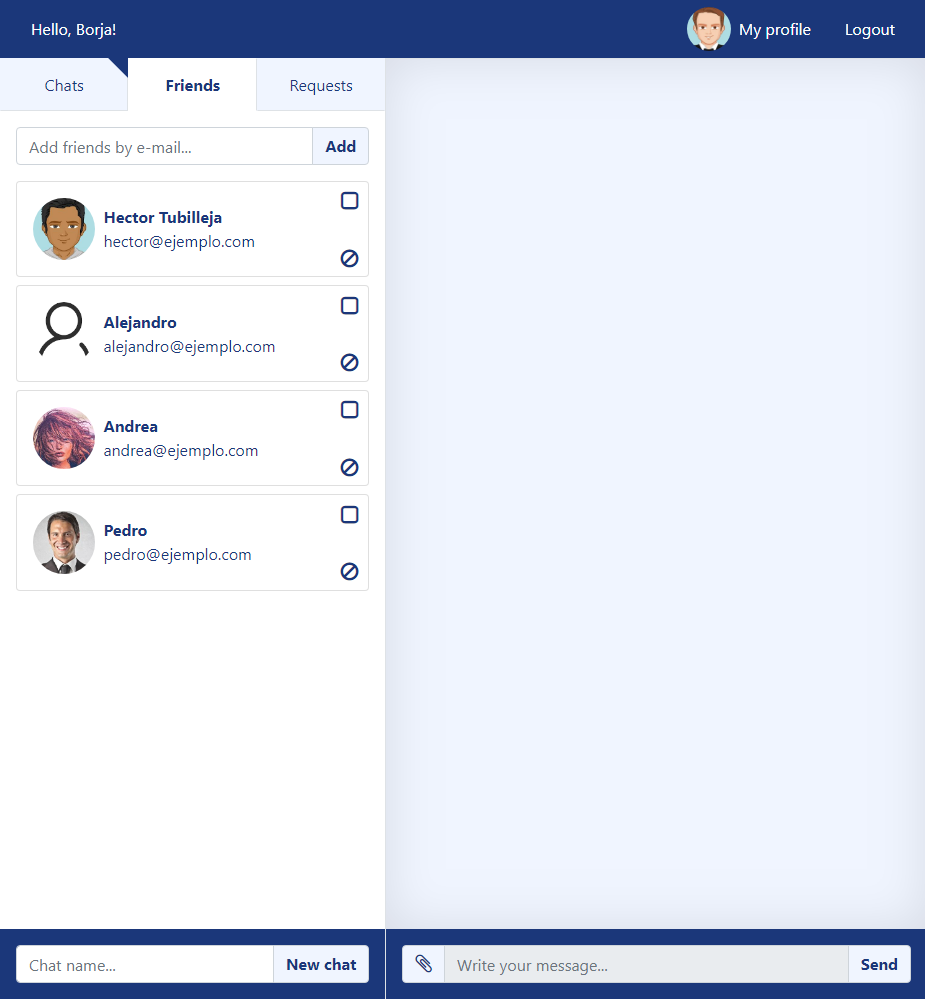 Hello, Borja!
My profile
Logout
Chats
Friends
Requests
Add friends by e-mail...
Add
Hector Tubilleja
hector@ejemplo.com
Alejandro
alejandro@ejemplo.com
Andrea
andrea@ejemplo.com
Pedro
pedro@ejemplo.com
Chat name...
New chat
Write your message...
Send